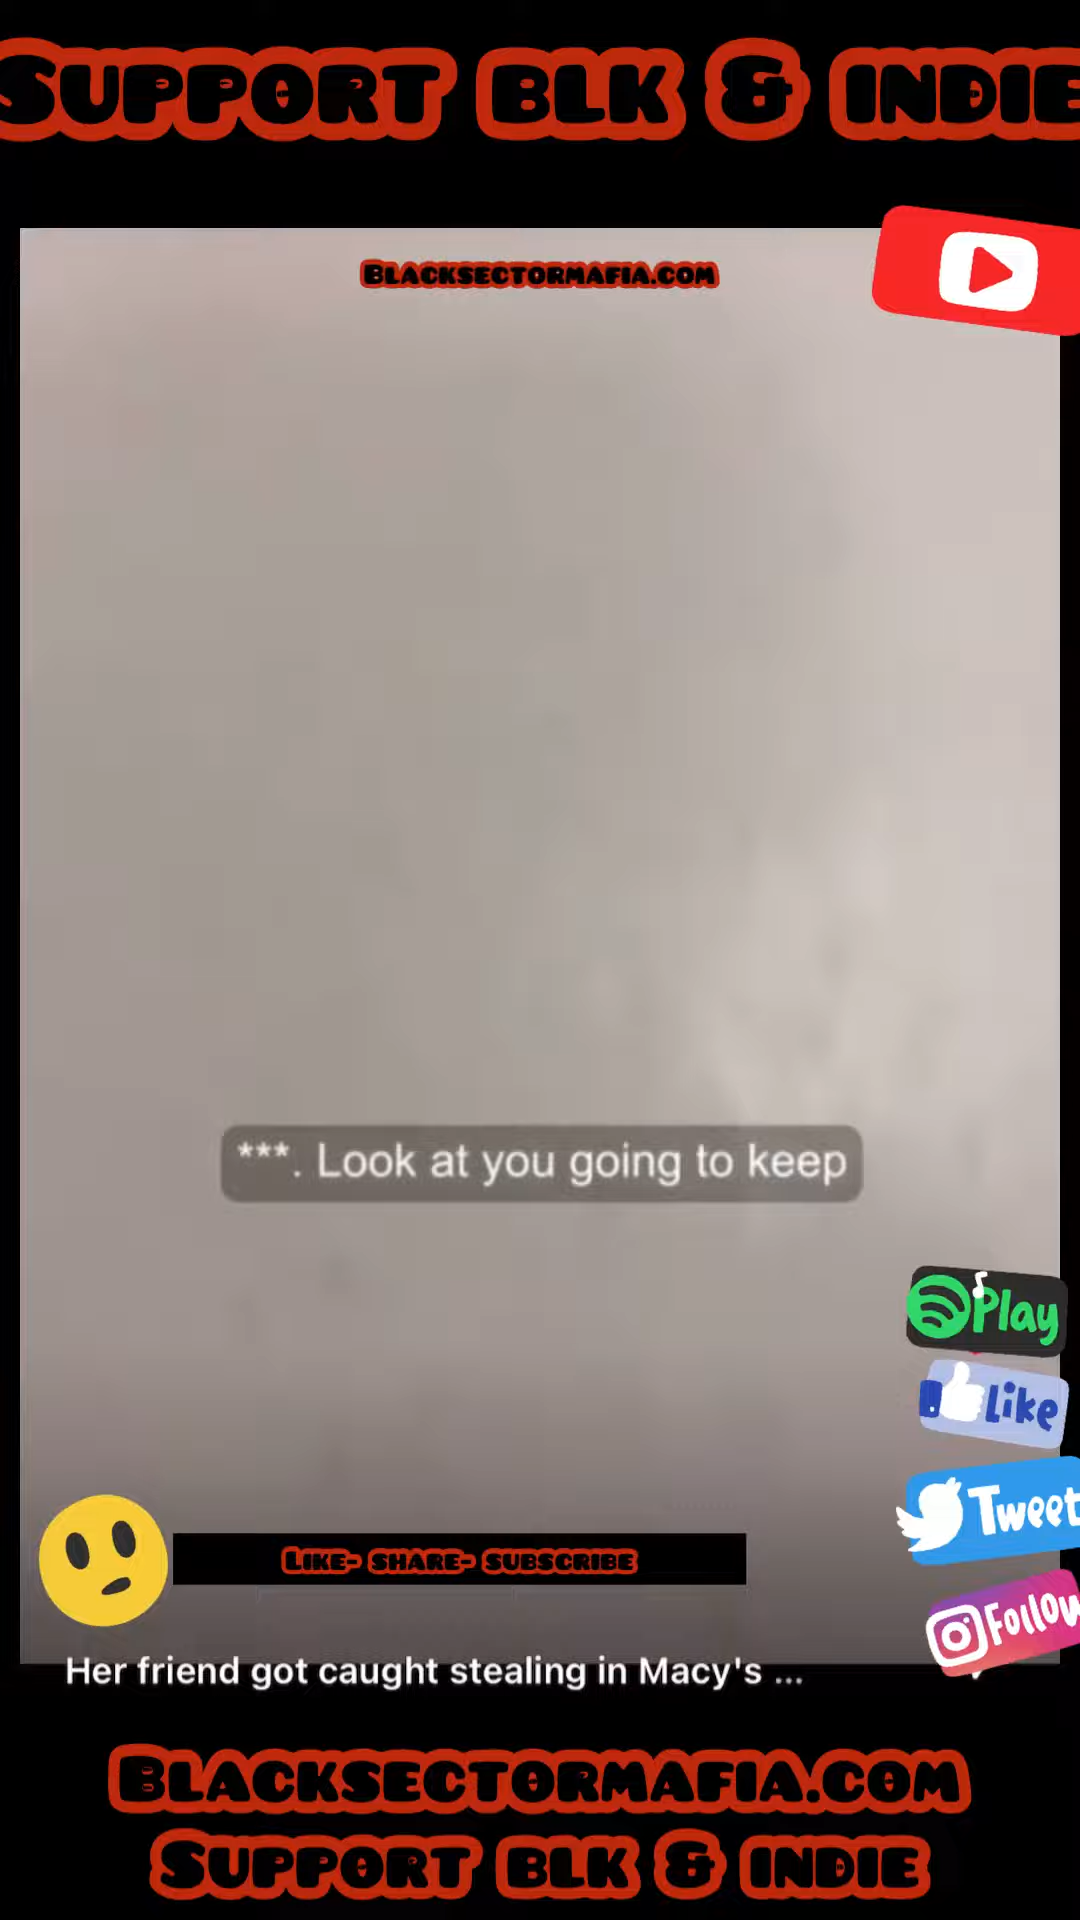 Support blk & indie
Blacksectormafia.com
***. Look at you going to keep
Play
Like
Tweet
Like- share- subscribe
Follow
Her friend got caught stealing in Macy's ...
Blacksectormafia.com
Support blk & indie